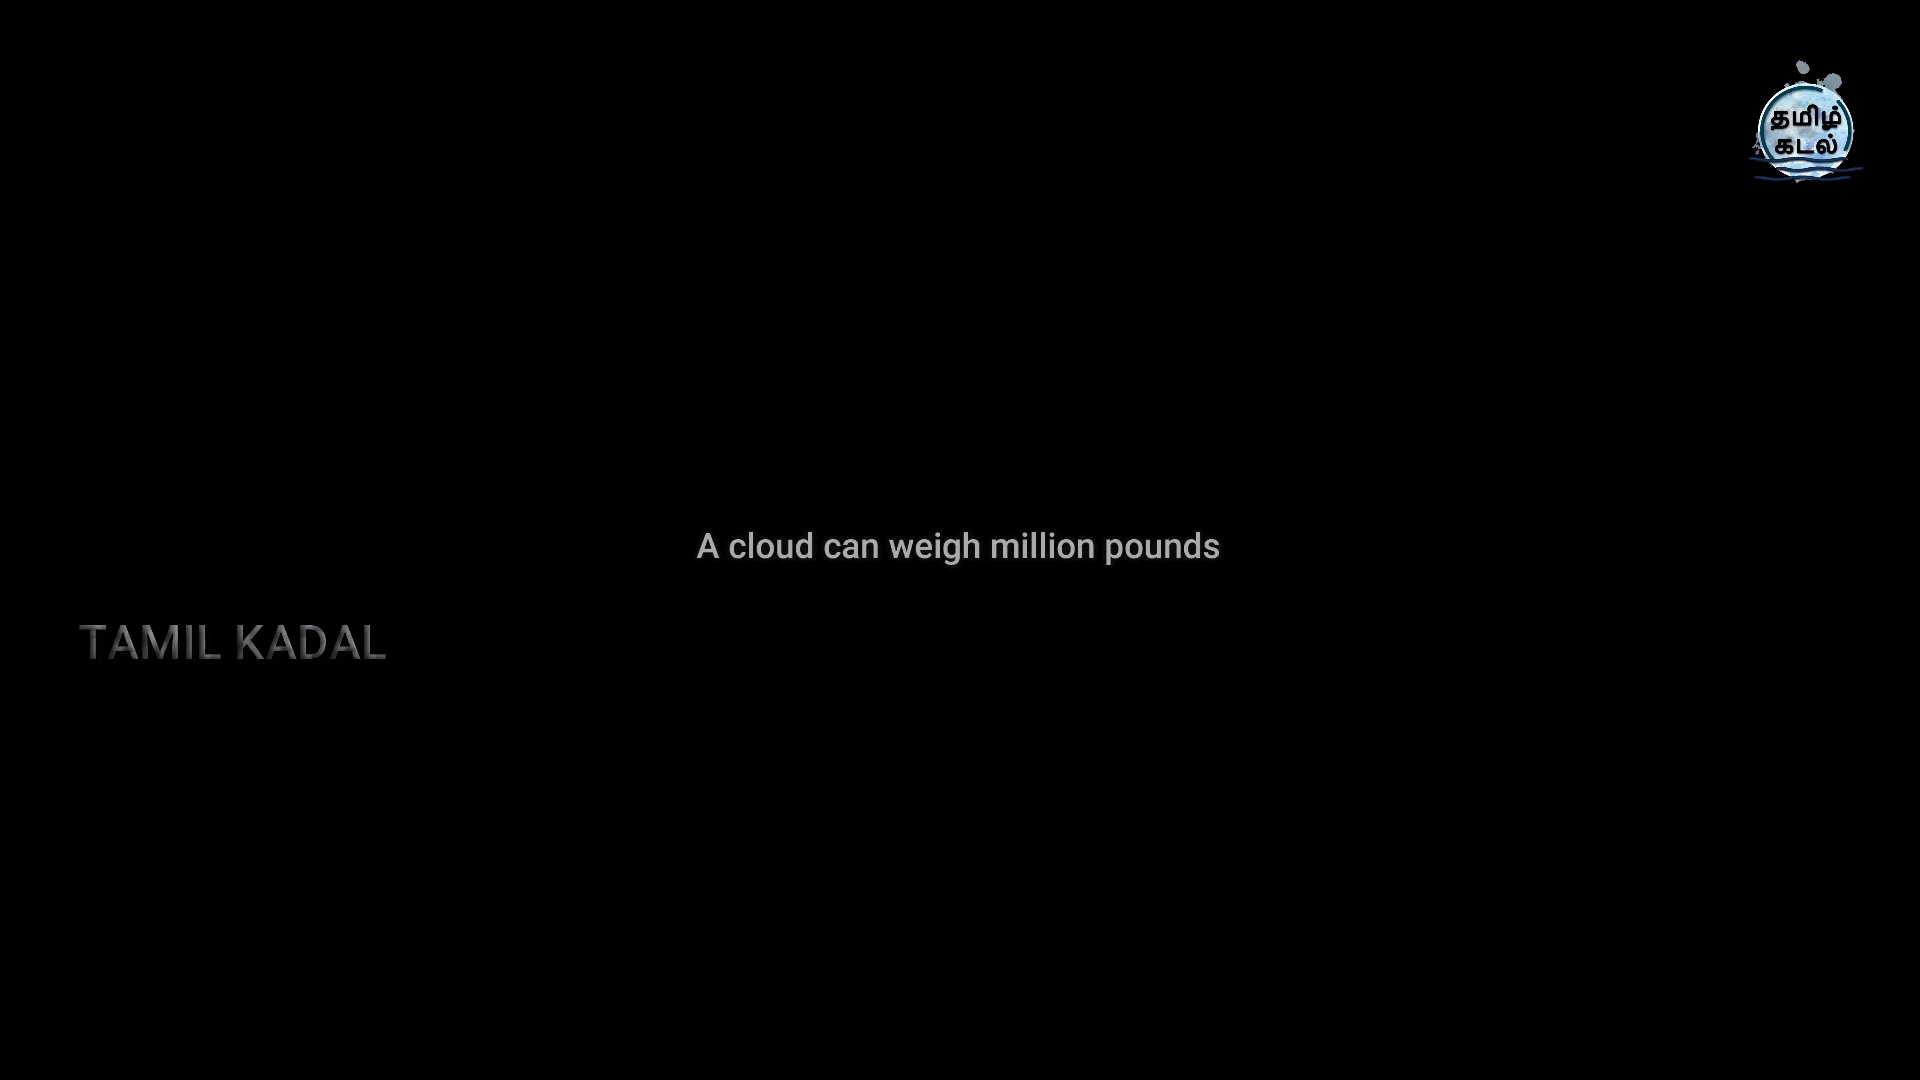 தமிழ்
கடல்
A cloud can weigh million pounds
TAMIL KADAL